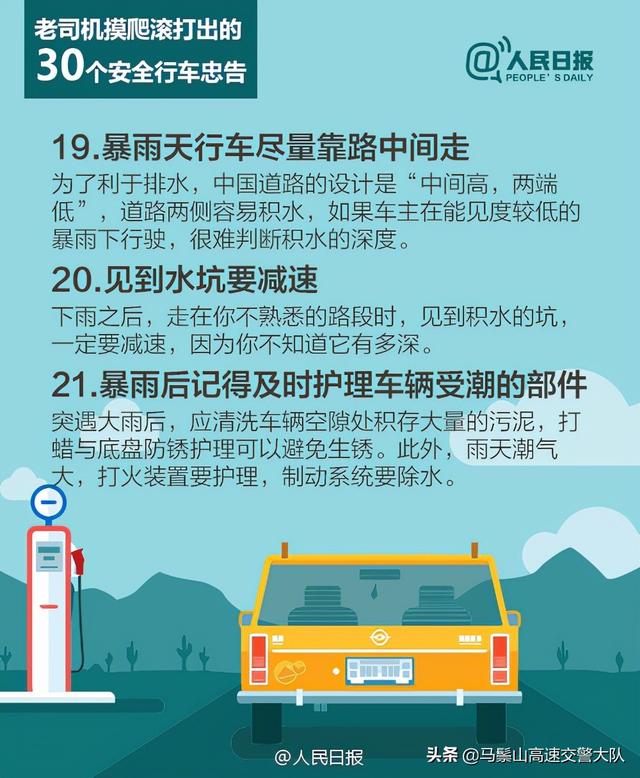 老司机摸爬滚打出的
30个安全行车忠告
@人民日报
PEOPLE'S DAILY
19.暴雨天行车尽量靠路中间走
为了利于排水，中国道路的设计是“中间高，两端
低”，道路两侧容易积水，如果车主在能见度较低的
暴雨下行驶，很难判断积水的深度。
20.见到水坑要减速
下雨之后，走在你不熟悉的路段时，见到积水的坑，
一定要减速，因为你不知道它有多深。
21.暴雨后记得及时护理车辆受潮的部件
突遇大雨后，应清洗车辆空隙处积存大量的污泥，打
蜡与底盘防锈护理可以避免生锈。此外，雨天潮气
大，打火装置要护理，制动系统要除水。
@人民日报
头条 @马鬃山高速交警大队